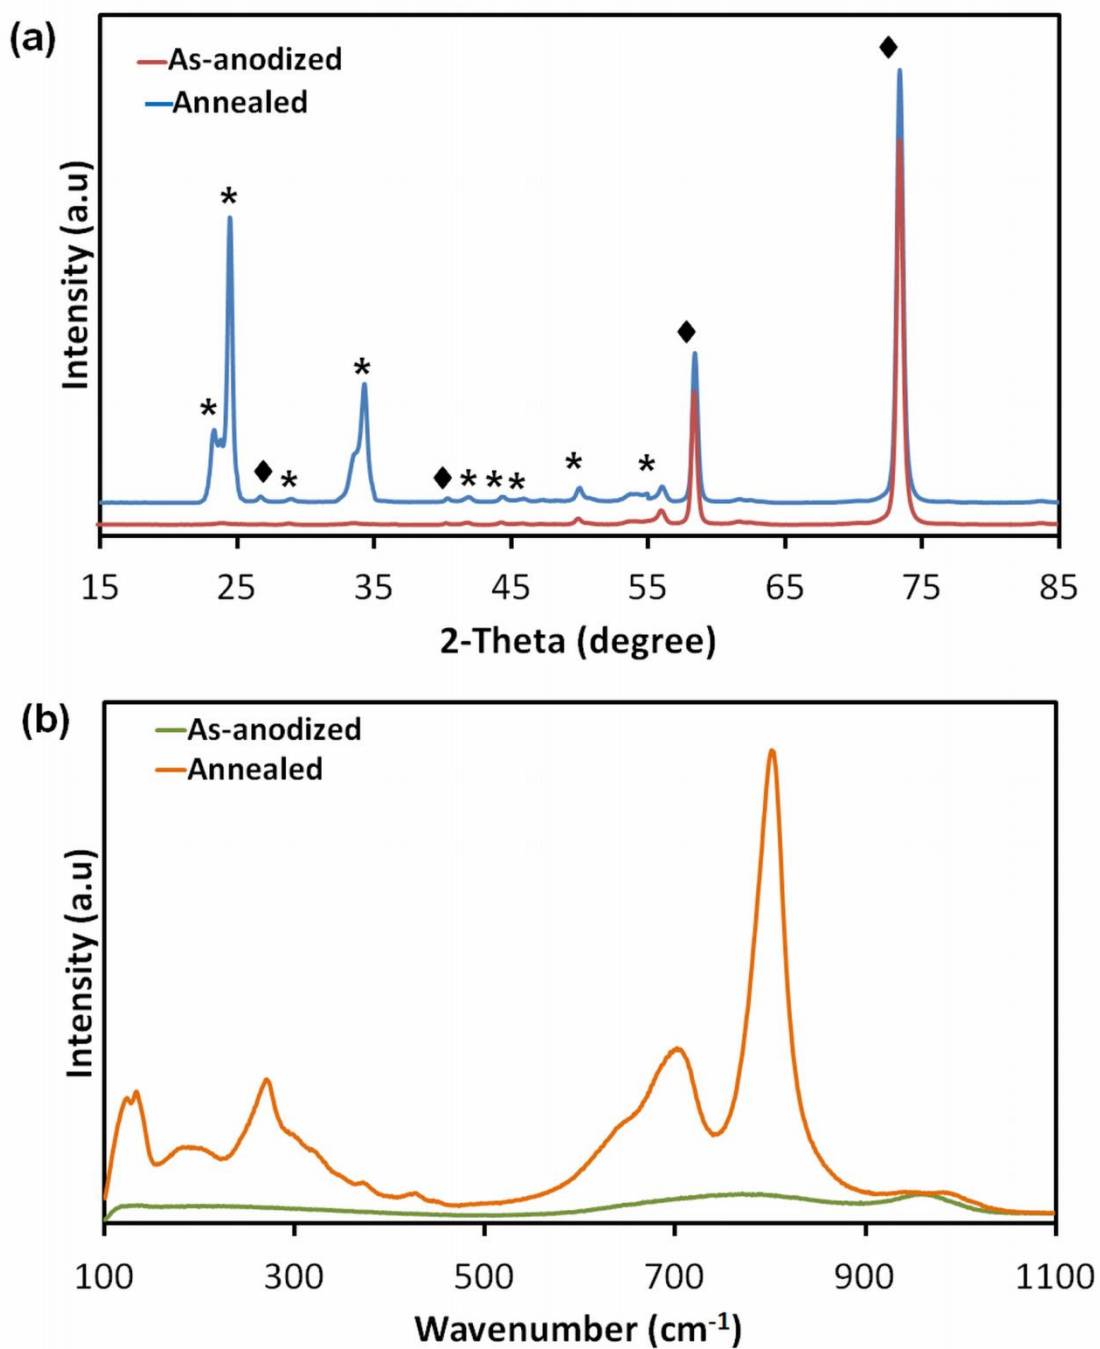 (a)
As-anodized
Annealed
Intensity (a.u)
* * ♦ * * ♦ * * * * * ♦ ♦
15 25 35 45 55 65 75 85
2-Theta (degree)
(b)
As-anodized
Annealed
Intensity (a.u)
100 300 500 700 900 1100
Wavenumber (cm-1)